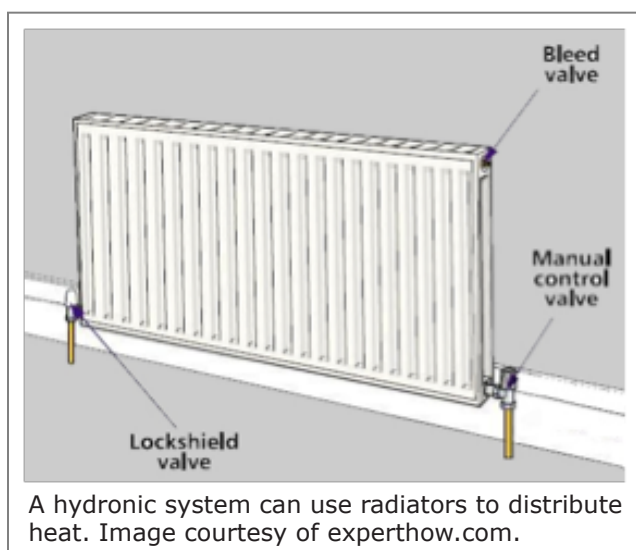 Bleed
valve
Manual
control
valve
Lockshield
valve
A hydronic system can use radiators to distribute
heat. Image courtesy of experthow.com.